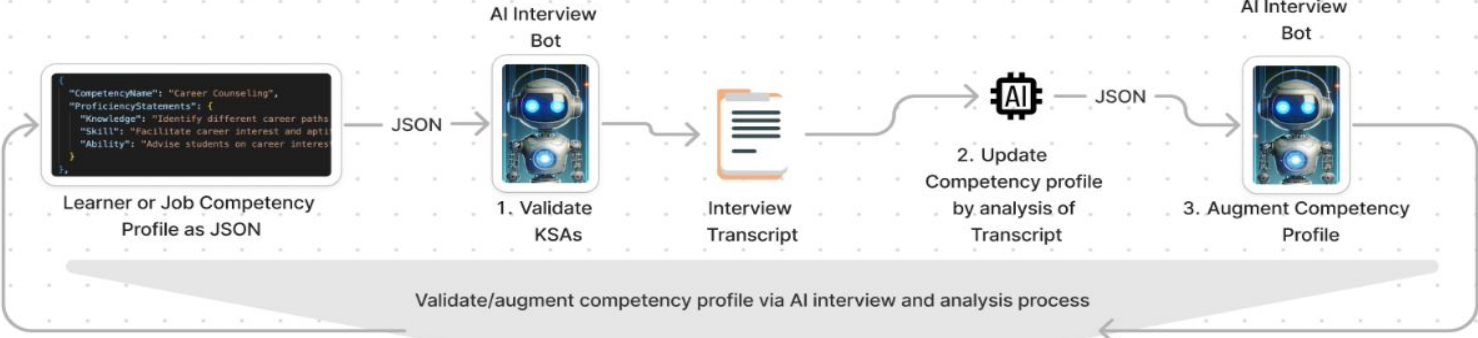 AI Interview
Bot
AI Interview
Bot
{
"CompetencyName": "Career Counseling",
"ProficiencyStatements": {
"Knowledge": "Identify different career paths
"Skill": "Facilitate career interest and apti
"Ability": "Advise students on career interes
}
},
JSON
AI
JSON
Learner or Job Competency
Profile as JSON
1. Validate
KSAs
Interview
Transcript
2. Update
Competency profile
by analysis of
Transcript
3. Augment Competency
Profile
Validate/augment competency profile via AI interview and analysis process